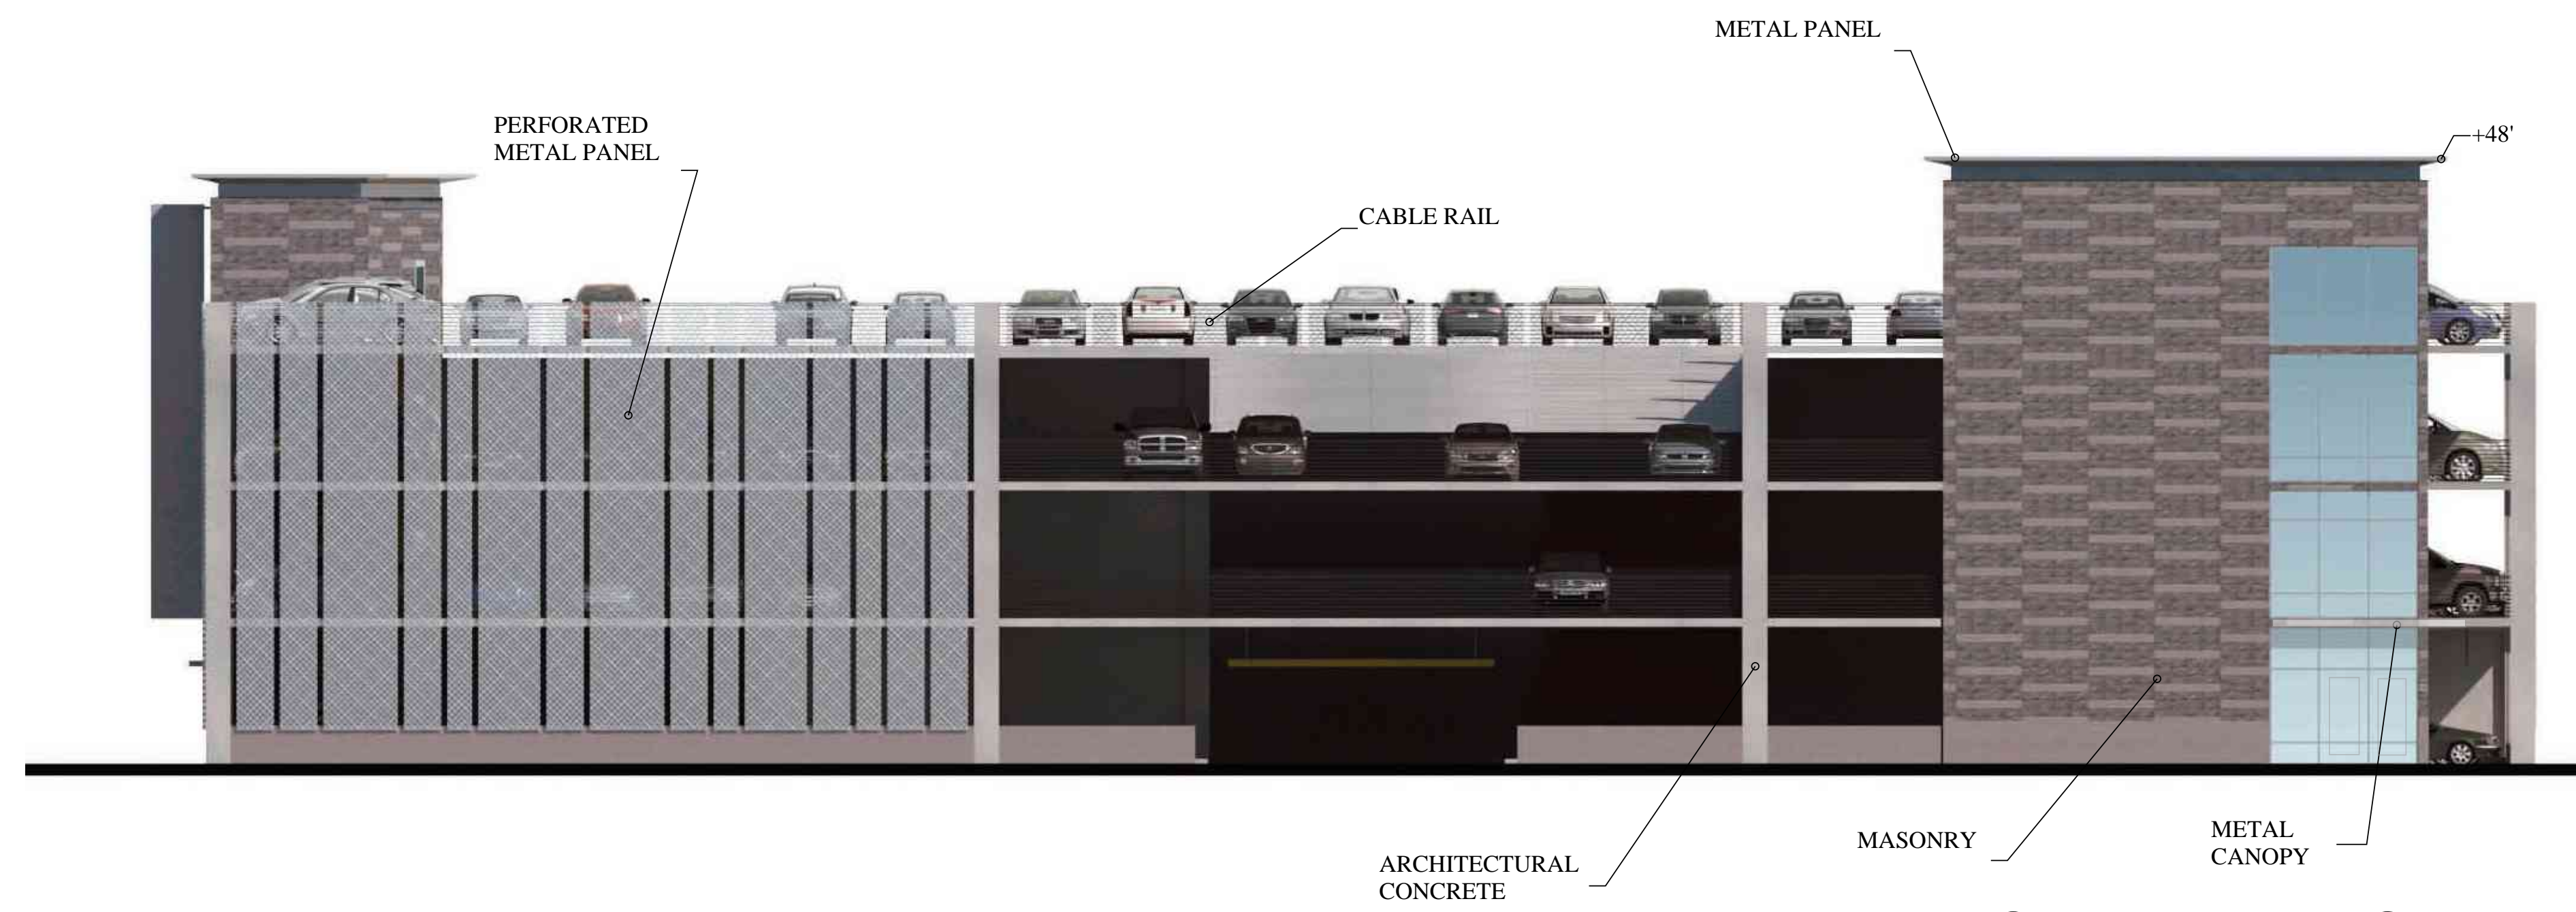 METAL PANEL
+48'
PERFORATED
METAL PANEL
CABLE RAIL
ARCHITECTURAL
CONCRETE
MASONRY
METAL
CANOPY